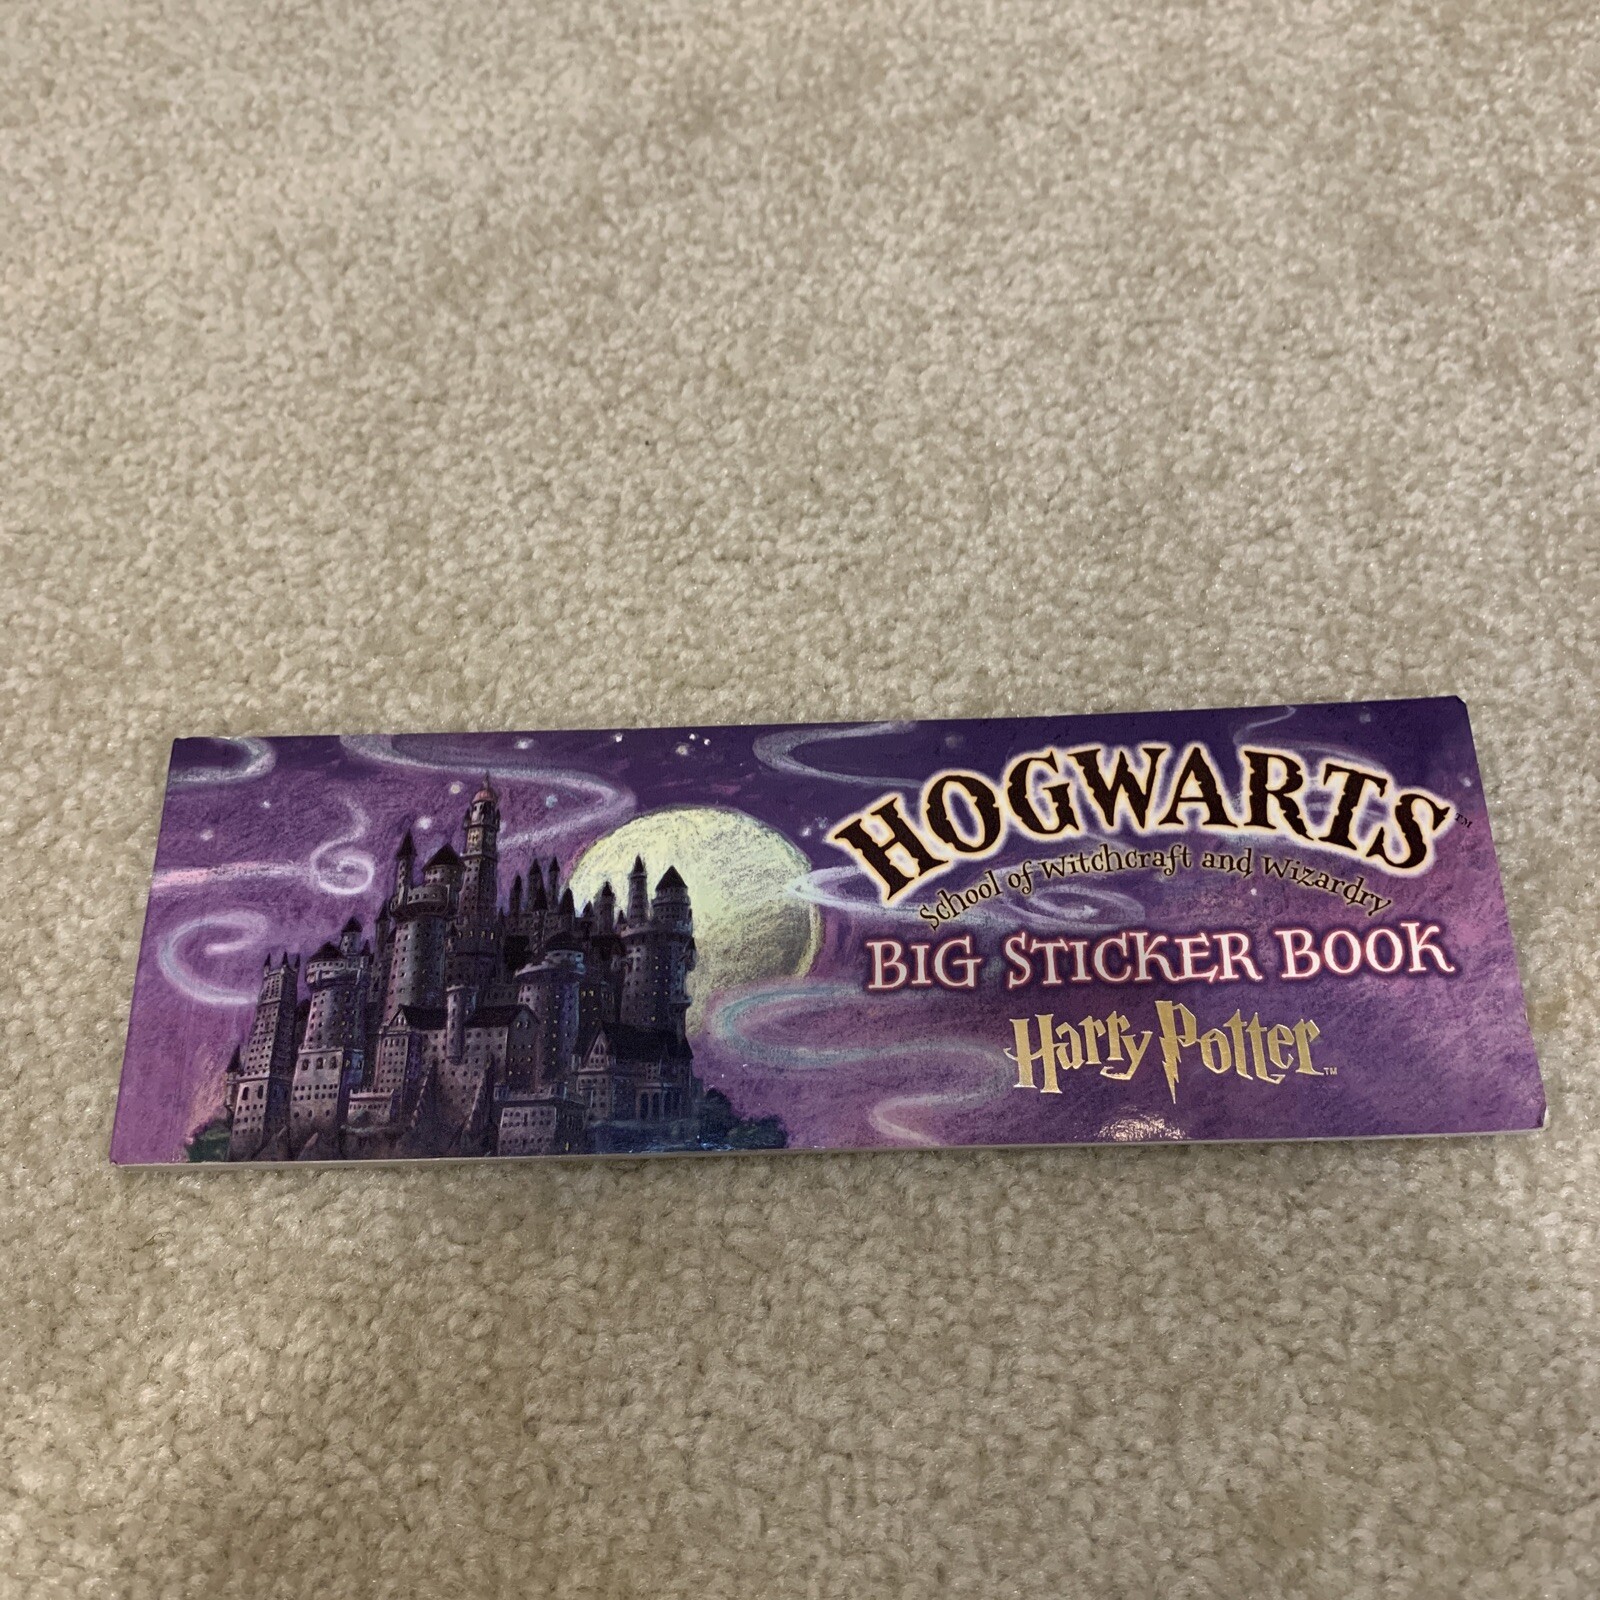 HOGWARTS™
School of Witchcraft and Wizardry
BIG STICKER BOOK
Harry Potter™